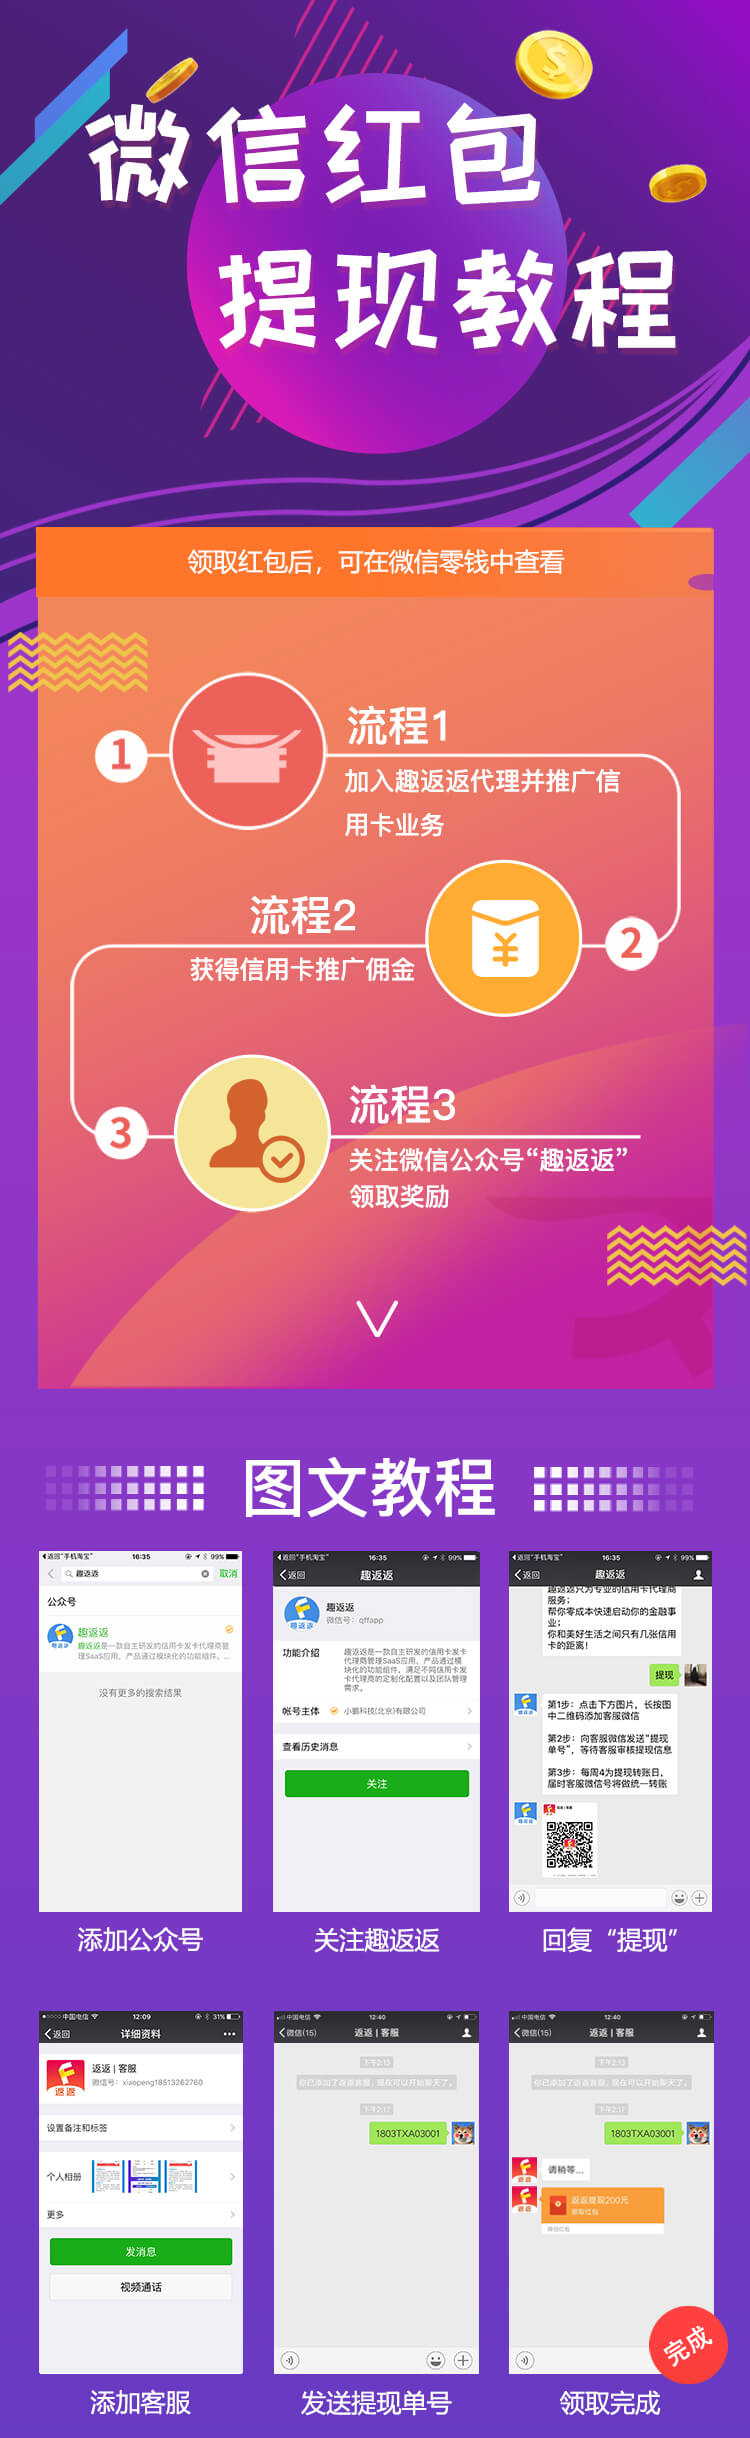 微信红包
提现教程
领取红包后，可在微信零钱中查看
1
流程1
加入趣返返代理并推广信
用卡业务
流程2
获得信用卡推广佣金
2
3
流程3
关注微信公众号“趣返返”
领取奖励
图文教程
返回"手机淘宝" 16:35 99%
趣返返 取消
公众号
趣返返
趣返返是一款自主研发的信用卡发卡代理商管
理SaaS应用，产品通过模块化的功能组件，...
没有更多的搜索结果
添加公众号
返回"手机淘宝" 16:35 99%
返回 趣返返
趣返返
微信号：qffapp
功能介绍 趣返返是一款自主研发的信用卡发卡
代理商管理SaaS应用，产品通过模
块化的功能组件，满足不同信用卡发
卡代理商的定制化配置以及团队管理
需求。
帐号主体 小鹏科技(北京)有限公司
查看历史消息
关注
关注趣返返
返回"手机淘宝" 16:35 99%
返回 趣返返
趣返返只为专业的信用卡代理商
服务；
帮你零成本快速启动你的金融事
业；
你和美好生活之间只有几张信用
卡的距离！
提现
第1步：点击下方图片，长按图
中二维码添加客服微信
第2步：向客服微信发送“提现
单号”，等待客服审核提现信息
第3步：每周4为提现转账日，
届时客服微信号将做统一转账
回复“提现”
中国电信 12:09 31%
返回 详细资料
返返 | 客服
微信号：xiaopeng18513262760
返返
设置备注和标签
个人相册
更多
发消息
视频通话
添加客服
中国电信 12:40
微信(15) 返返 | 客服
下午2:13
你已添加了返返客服，现在可以开始聊天了。
下午2:17
1803TXA03001
发送提现单号
中国电信 12:40
微信(15) 返返 | 客服
下午2:13
你已添加了返返客服，现在可以开始聊天了。
下午2:17
1803TXA03001
请稍等...
返返提现200元
领取红包
微信红包
完成
领取完成